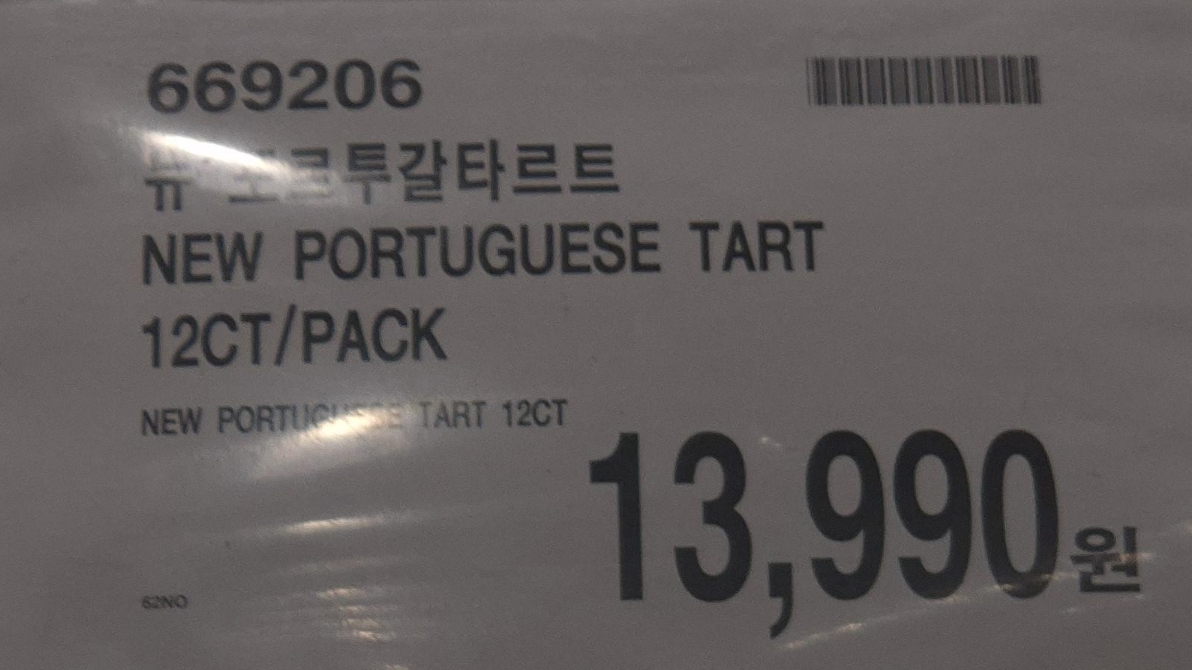 669206
뉴 포르투갈타르트
NEW PORTUGUESE TART
12CT/PACK
NEW PORTUGUESE TART 12CT
13,990원
62NO